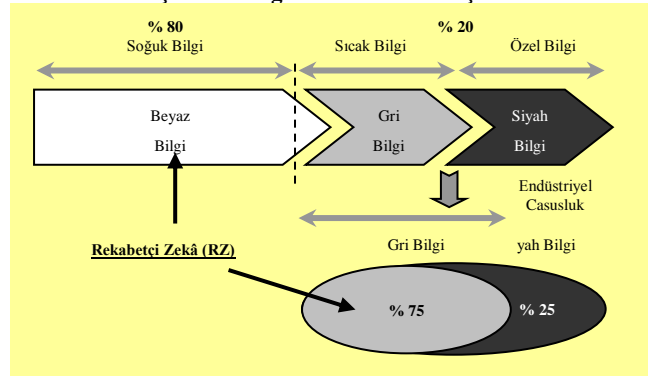 % 80
% 20
Soğuk Bilgi
Sıcak Bilgi
Özel Bilgi
Beyaz
Bilgi
Gri
Bilgi
Siyah
Bilgi
Endüstriyel
Casusluk
Gri Bilgi
yah Bilgi
Rekabetçi Zekâ (RZ)
% 75
% 25